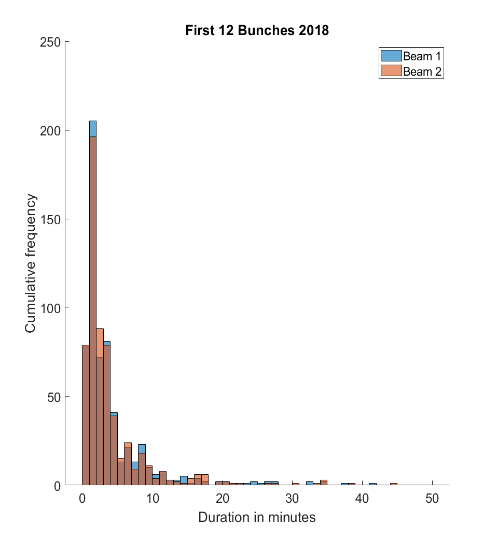 First 12 Bunches 2018
250
Beam 1
Beam 2
200
150
Cumulative frequency
100
50
0
0 10 20 30 40 50
Duration in minutes